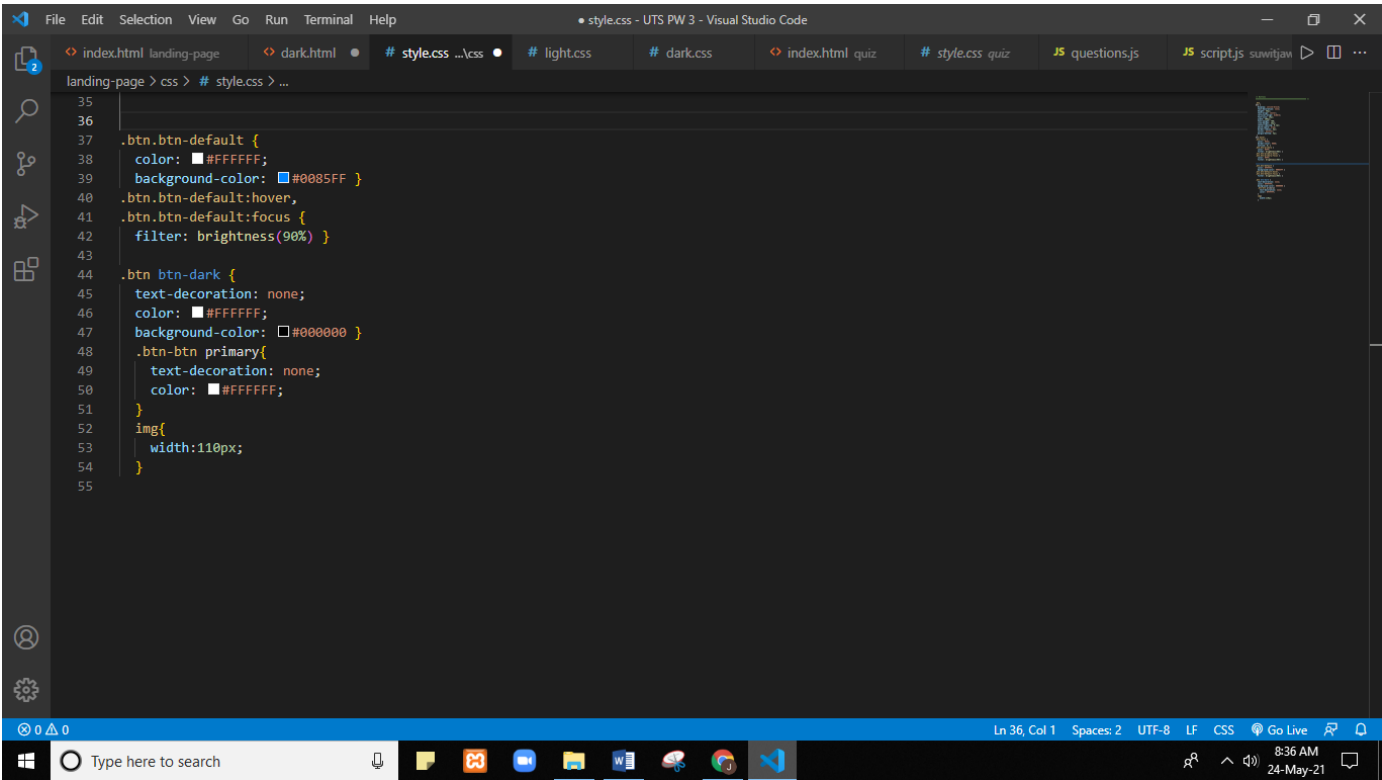 File Edit Selection View Go Run Terminal Help ● style.css - UTS PW 3 - Visual Studio Code
index.html landing-page dark.html ● # style.css ...\css ● # light.css # dark.css index.html quiz # style.css quiz JS questions.js JS script.js suwitjaw
landing-page > css > # style.css > ...
35
36
37 .btn.btn-default {
38 color: #FFFFFF;
39 background-color: #0085FF }
40 .btn.btn-default:hover,
41 .btn.btn-default:focus {
42 filter: brightness(90%) }
43
44 .btn btn-dark {
45 text-decoration: none;
46 color: #FFFFFF;
47 background-color: #000000 }
48 .btn-btn primary{
49 text-decoration: none;
50 color: #FFFFFF;
51 }
52 img{
53 width:110px;
54 }
55
2
0 0 Ln 36, Col 1 Spaces: 2 UTF-8 LF CSS Go Live
Type here to search
8:36 AM
24-May-21